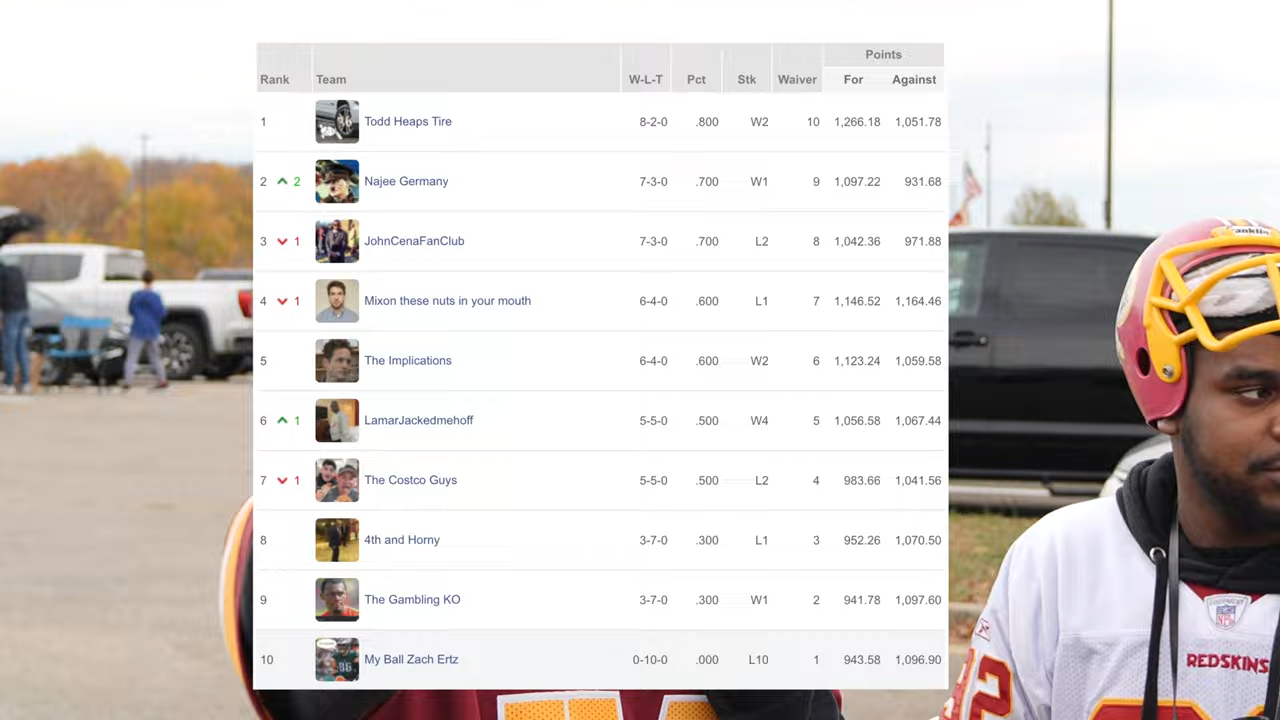 Points
Rank Team W-L-T Pct Stk Waiver For Against
1 Todd Heaps Tire 8-2-0 .800 W2 10 1,266.18 1,051.78
2 2 Najee Germany 7-3-0 .700 W1 9 1,097.22 931.68
3 1 JohnCenaFanClub 7-3-0 .700 L2 8 1,042.36 971.88
4 1 Mixon these nuts in your mouth 6-4-0 .600 L1 7 1,146.52 1,164.46
5 The Implications 6-4-0 .600 W2 6 1,123.24 1,059.58
6 1 LamarJackedmehoff 5-5-0 .500 W4 5 1,056.58 1,067.44
7 1 The Costco Guys 5-5-0 .500 L2 4 983.66 1,041.56
8 4th and Horny 3-7-0 .300 L1 3 952.26 1,070.50
9 The Gambling KO 3-7-0 .300 W1 2 941.78 1,097.60
10 My Ball Zach Ertz 0-10-0 .000 L10 1 943.58 1,096.90
Franklin
NFL
REDSKINS